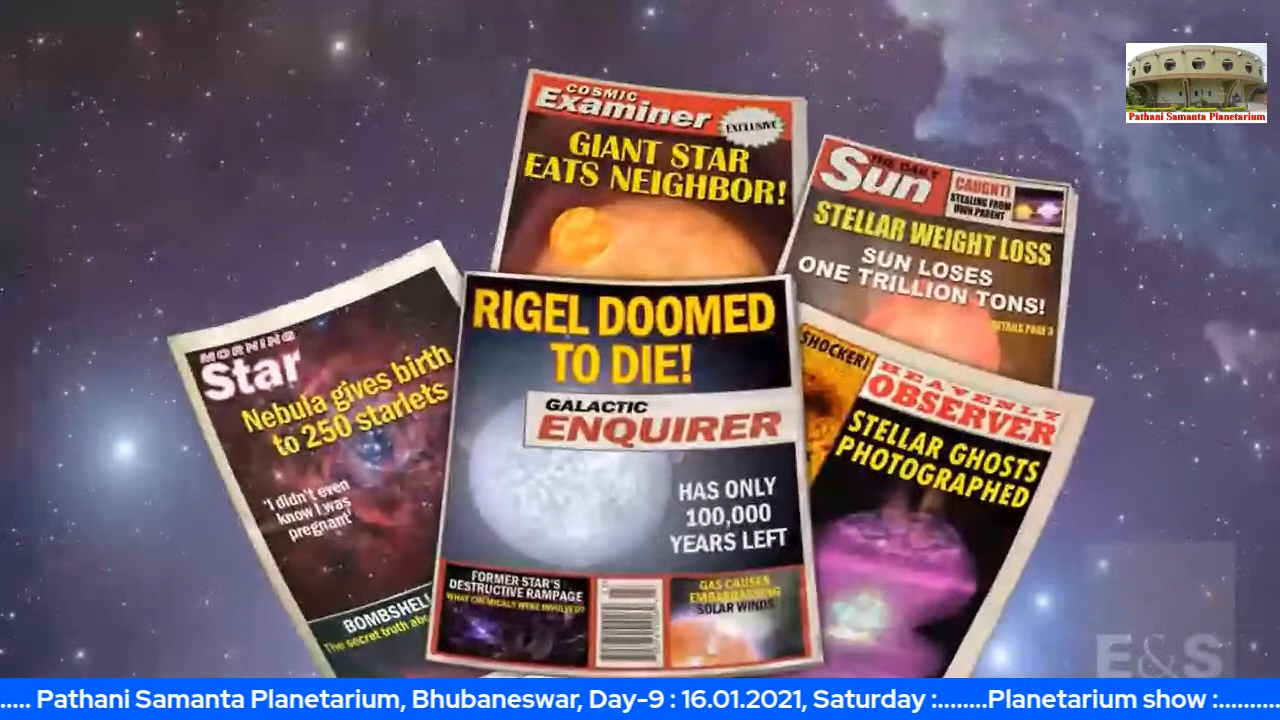 Pathani Samanta Planetarium
COSMIC
Examiner
EXCLUSIVE
GIANT STAR
EATS NEIGHBOR!
THE DAILY
Sun
CAUGHT!
STEALING FROM
OWN PARENT
STELLAR WEIGHT LOSS
SUN LOSES
ONE TRILLION TONS!
DETAILS PAGE 3
MORNING
Star
Nebula gives birth
to 250 starlets
'I didn't even
know I was
pregnant'
BOMBSHELL
The secret truth abo
RIGEL DOOMED
TO DIE!
GALACTIC
ENQUIRER
HAS ONLY
100,000
YEARS LEFT
FORMER STAR'S
DESTRUCTIVE RAMPAGE
WHAT CHEMICALS WERE INVOLVED?
GAS CAUSES
EMBARRASSING
SOLAR WINDS
SHOCKER!
HEAVENLY
OBSERVER
STELLAR GHOSTS
PHOTOGRAPHED
E&S
..... Pathani Samanta Planetarium, Bhubaneswar, Day-9 : 16.01.2021, Saturday :........Planetarium show :..........